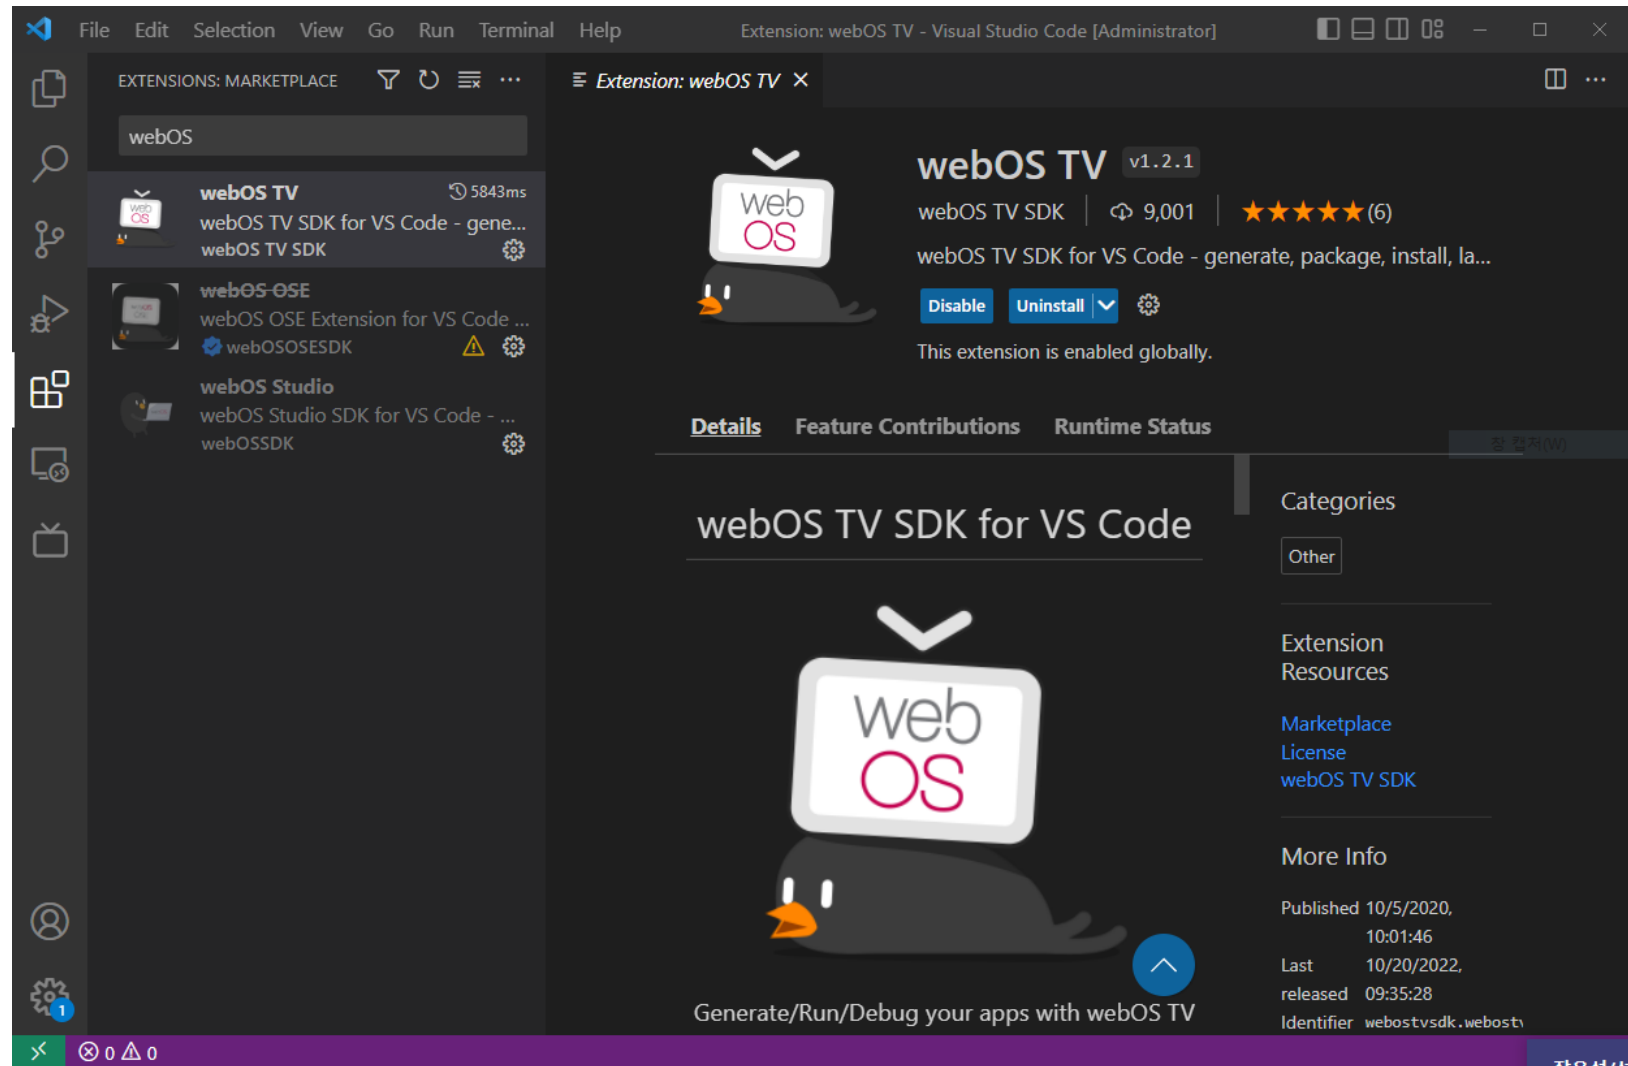 File Edit Selection View Go Run Terminal Help
Extension: webOS TV - Visual Studio Code [Administrator]
EXTENSIONS: MARKETPLACE
webOS
web
OS
webOS TV
5843ms
webOS TV SDK for VS Code - gene...
webOS TV SDK
webOS OSE
webOS OSE Extension for VS Code ...
webOSOSESDK
webOS Studio
webOS Studio SDK for VS Code - ...
webOSSDK
Extension: webOS TV
web
OS
webOS TV v1.2.1
webOS TV SDK 9,001 (6)
webOS TV SDK for VS Code - generate, package, install, la...
Disable Uninstall
This extension is enabled globally.
Details Feature Contributions Runtime Status
webOS TV SDK for VS Code
web
OS
Generate/Run/Debug your apps with webOS TV
장 캡처(W)
Categories
Other
Extension
Resources
Marketplace
License
webOS TV SDK
More Info
Published 10/5/2020,
10:01:46
Last 10/20/2022,
released 09:35:28
Identifier webostvsdk.webostv
1
0 0